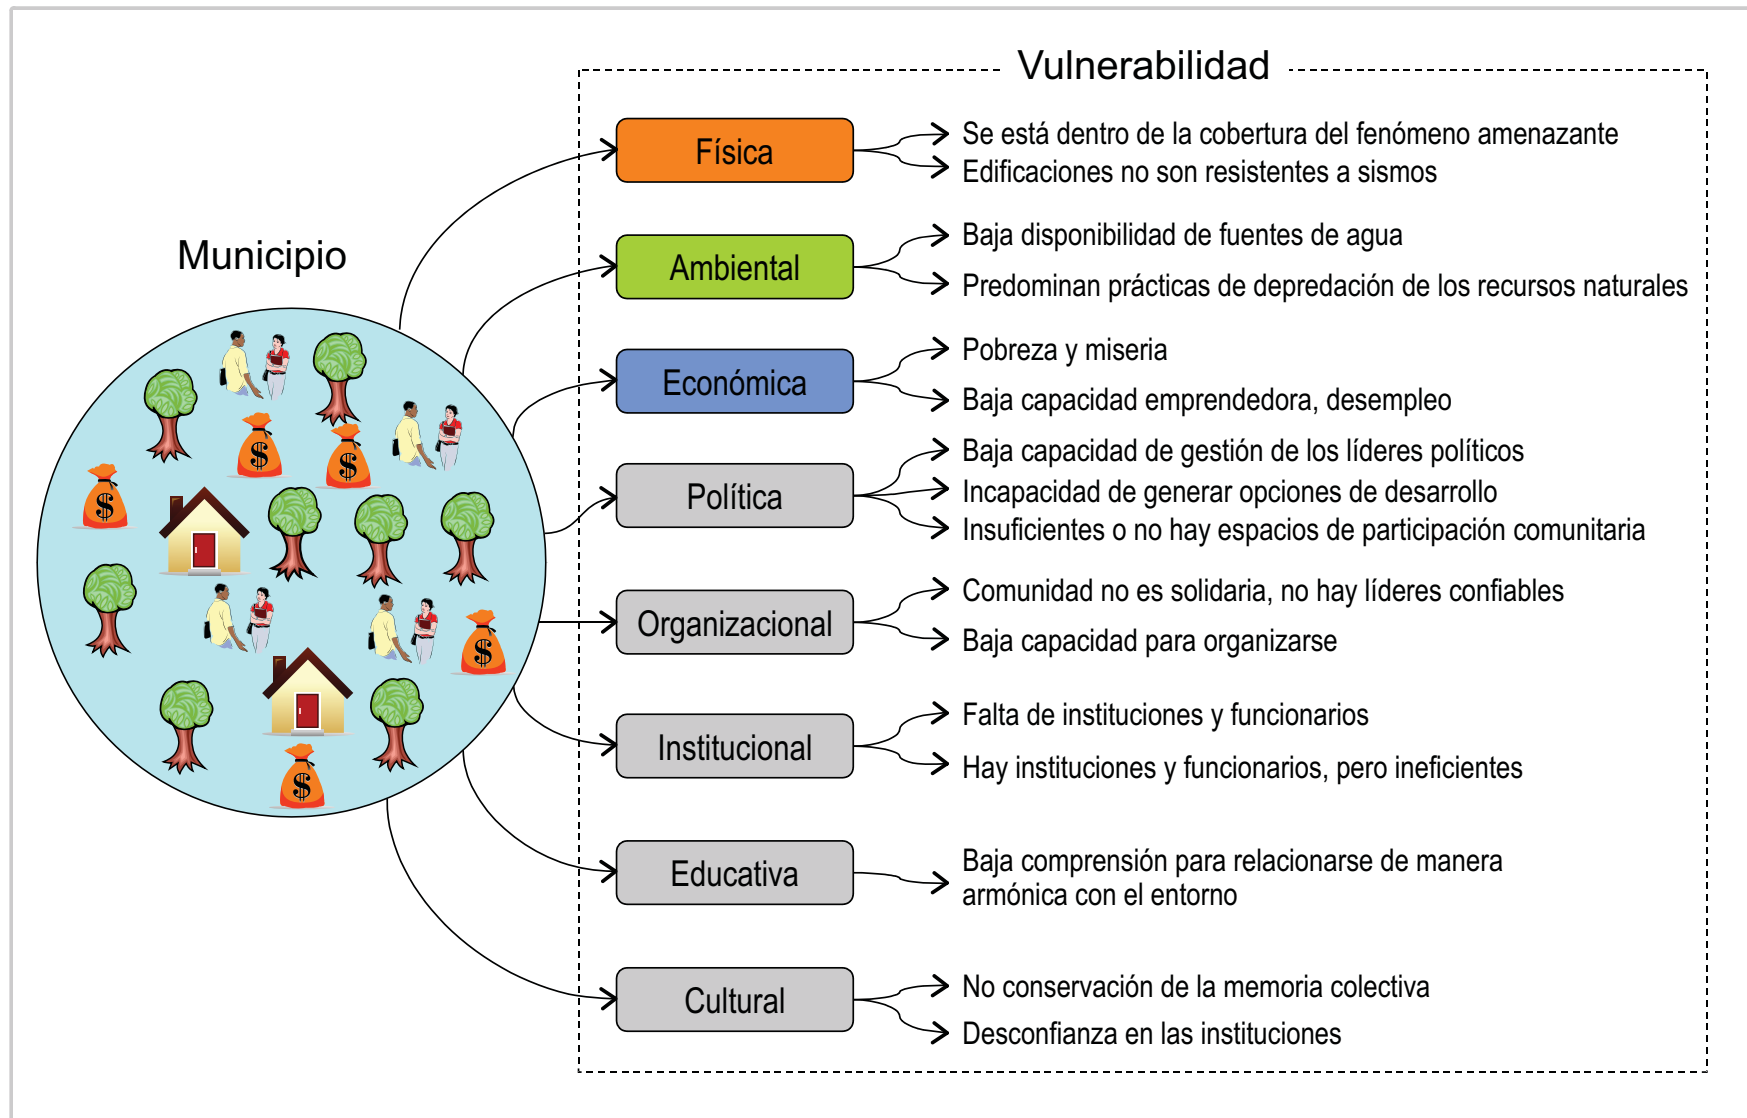 Vulnerabilidad
Municipio
Física
Se está dentro de la cobertura del fenómeno amenazante
Edificaciones no son resistentes a sismos
Ambiental
Baja disponibilidad de fuentes de agua
Predominan prácticas de depredación de los recursos naturales
Económica
Pobreza y miseria
Baja capacidad emprendedora, desempleo
Política
Baja capacidad de gestión de los líderes políticos
Incapacidad de generar opciones de desarrollo
Insuficientes o no hay espacios de participación comunitaria
Organizacional
Comunidad no es solidaria, no hay líderes confiables
Baja capacidad para organizarse
Institucional
Falta de instituciones y funcionarios
Hay instituciones y funcionarios, pero ineficientes
Educativa
Baja comprensión para relacionarse de manera
armónica con el entorno
Cultural
No conservación de la memoria colectiva
Desconfianza en las instituciones
$
$
$
$
$